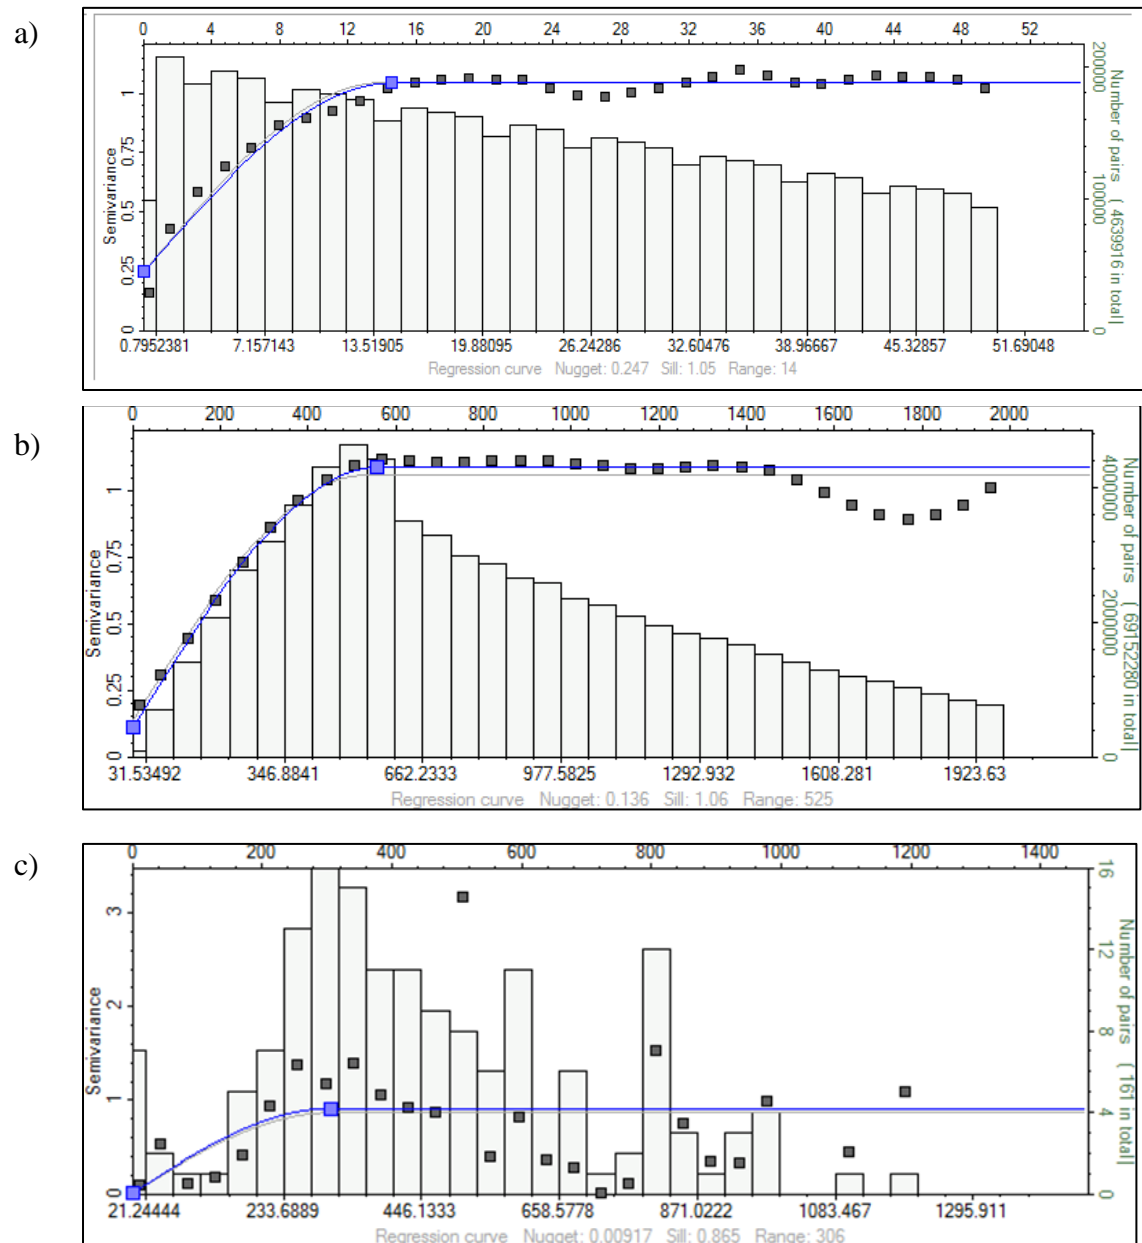 a)
0 4 8 12 16 20 24 28 32 36 40 44 48 52
Semivariance
0 0.25 0.5 0.75 1
Number of pairs ( 4639916 in total)
0 100000 200000
0.7952381 7.157143 13.51905 19.88095 26.24286 32.60476 38.96667 45.32857 51.69048
Regression curve Nugget: 0.247 Sill: 1.05 Range: 14
b)
0 200 400 600 800 1000 1200 1400 1600 1800 2000
Semivariance
0 0.25 0.5 0.75 1
Number of pairs ( 69152280 in total)
0 2000000 4000000
31.53492 346.8841 662.2333 977.5825 1292.932 1608.281 1923.63
Regression curve Nugget: 0.136 Sill: 1.06 Range: 525
c)
0 200 400 600 800 1000 1200 1400
Semivariance
0 1 2 3
Number of pairs ( 161 in total)
0 4 8 12 16
21.24444 233.6889 446.1333 658.5778 871.0222 1083.467 1295.911
Regression curve Nugget: 0.00917 Sill: 0.865 Range: 306